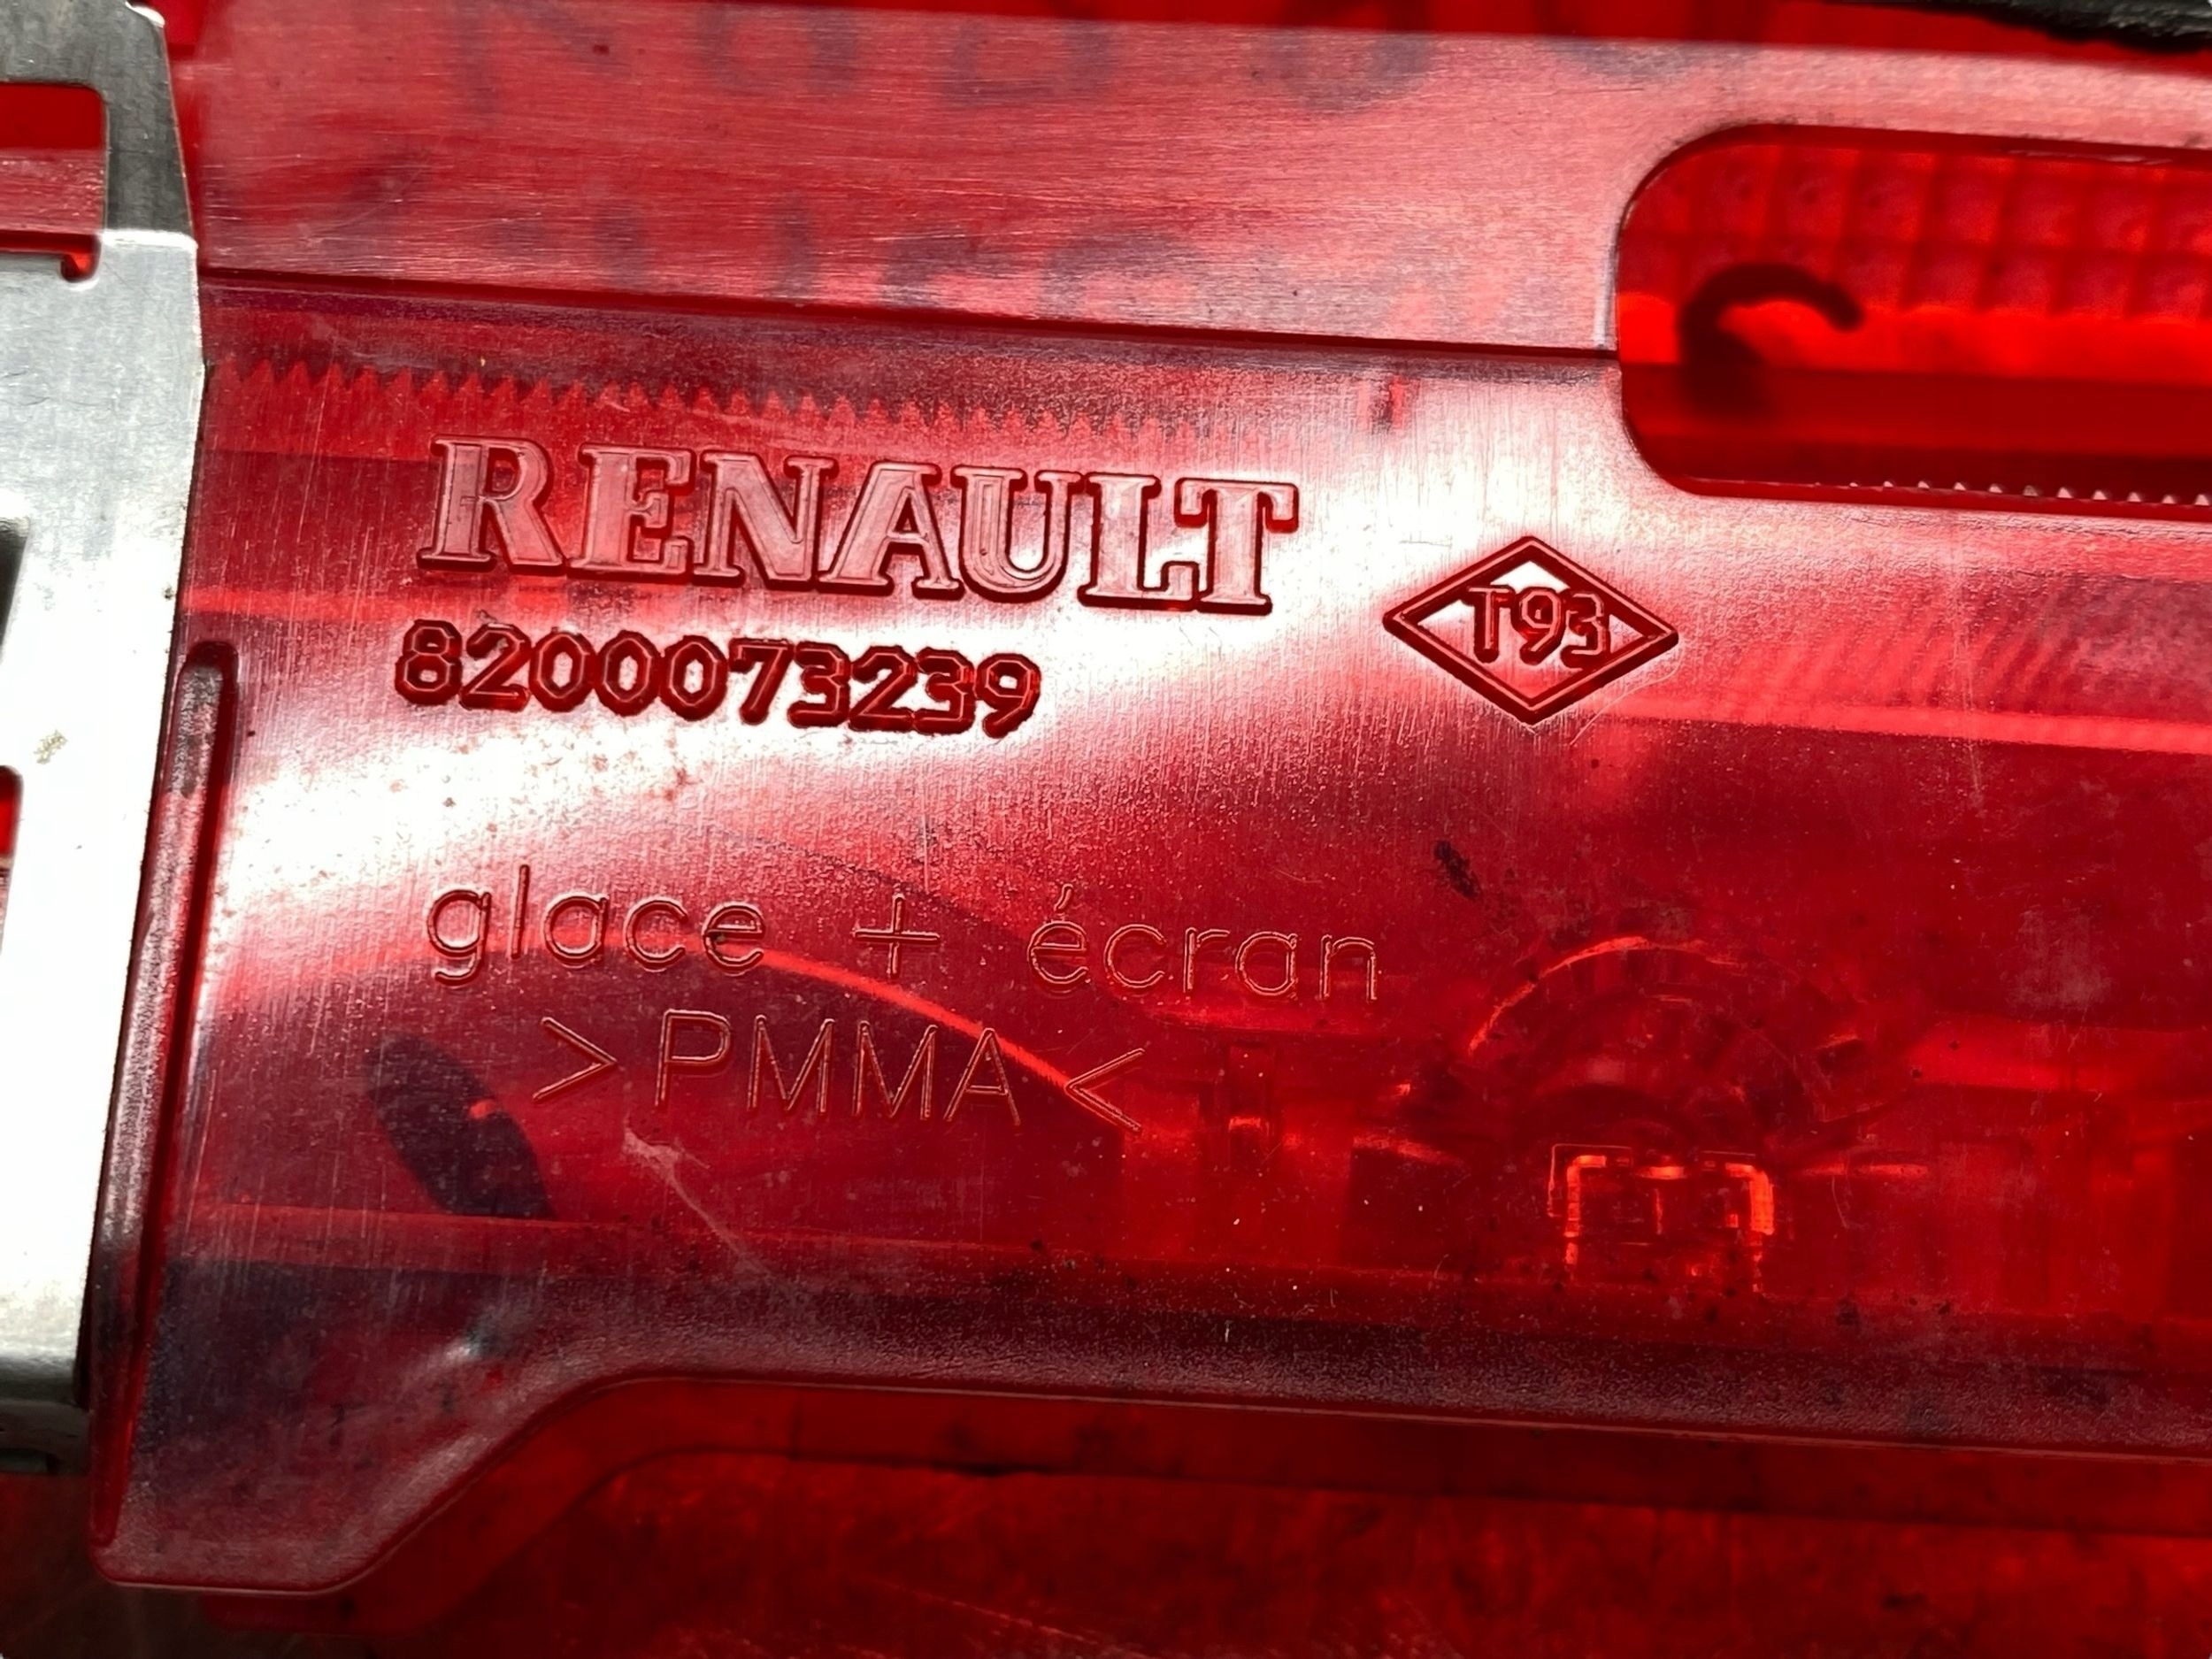 RENAULT
8200073239
T93
glace + écran
>PMMA<